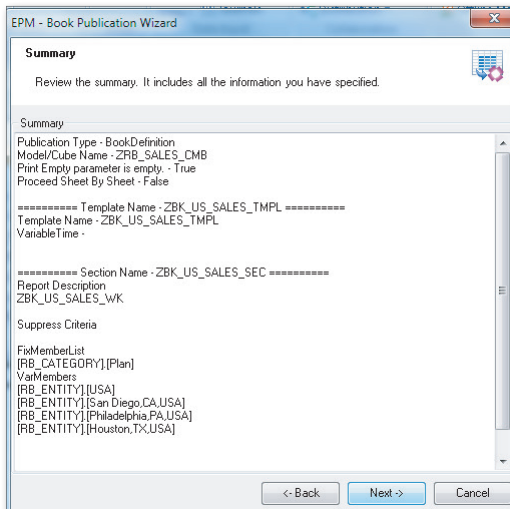 EPM - Book Publication Wizard
Summary
Review the summary. It includes all the information you have specified.
Summary
Publication Type - BookDefinition
Model/Cube Name - ZRB_SALES_CMB
Print Empty parameter is empty. - True
Proceed Sheet By Sheet - False
========== Template Name - ZBK_US_SALES_TMPL ==========
Template Name - ZBK_US_SALES_TMPL
VariableTime -
========== Section Name - ZBK_US_SALES_SEC ==========
Report Description
ZBK_US_SALES_WK
Suppress Criteria
FixMemberList
[RB_CATEGORY].[Plan]
VarMembers
[RB_ENTITY].[USA]
[RB_ENTITY].[San Diego,CA,USA]
[RB_ENTITY].[Philadelphia,PA,USA]
[RB_ENTITY].[Houston,TX,USA]
<- Back Next -> Cancel